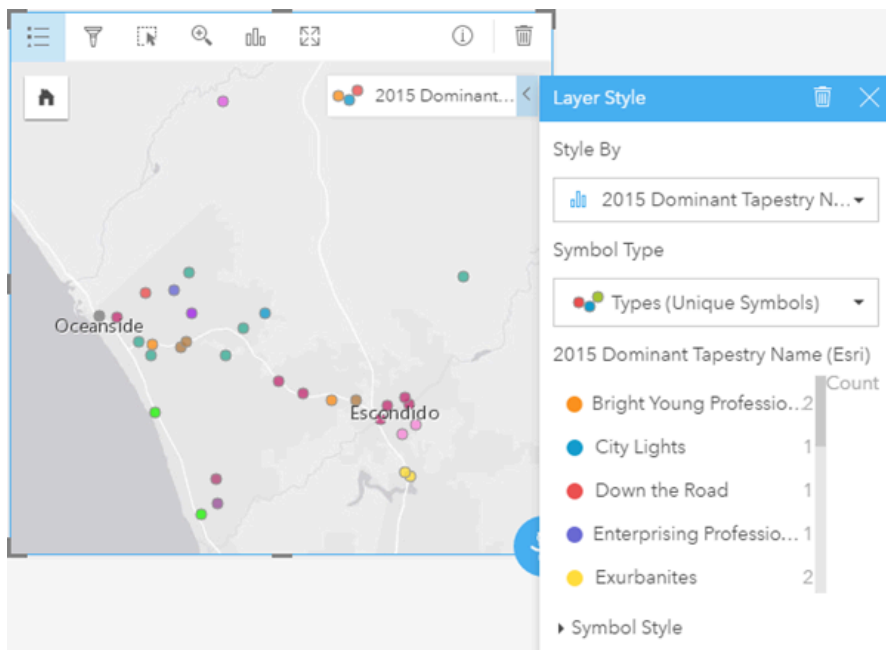 2015 Dominant...
Oceanside
Escondido
Layer Style
Style By
2015 Dominant Tapestry N...
Symbol Type
Types (Unique Symbols)
2015 Dominant Tapestry Name (Esri)
Count
Bright Young Professio... 2
City Lights 1
Down the Road 1
Enterprising Professio... 1
Exurbanites 2
Symbol Style